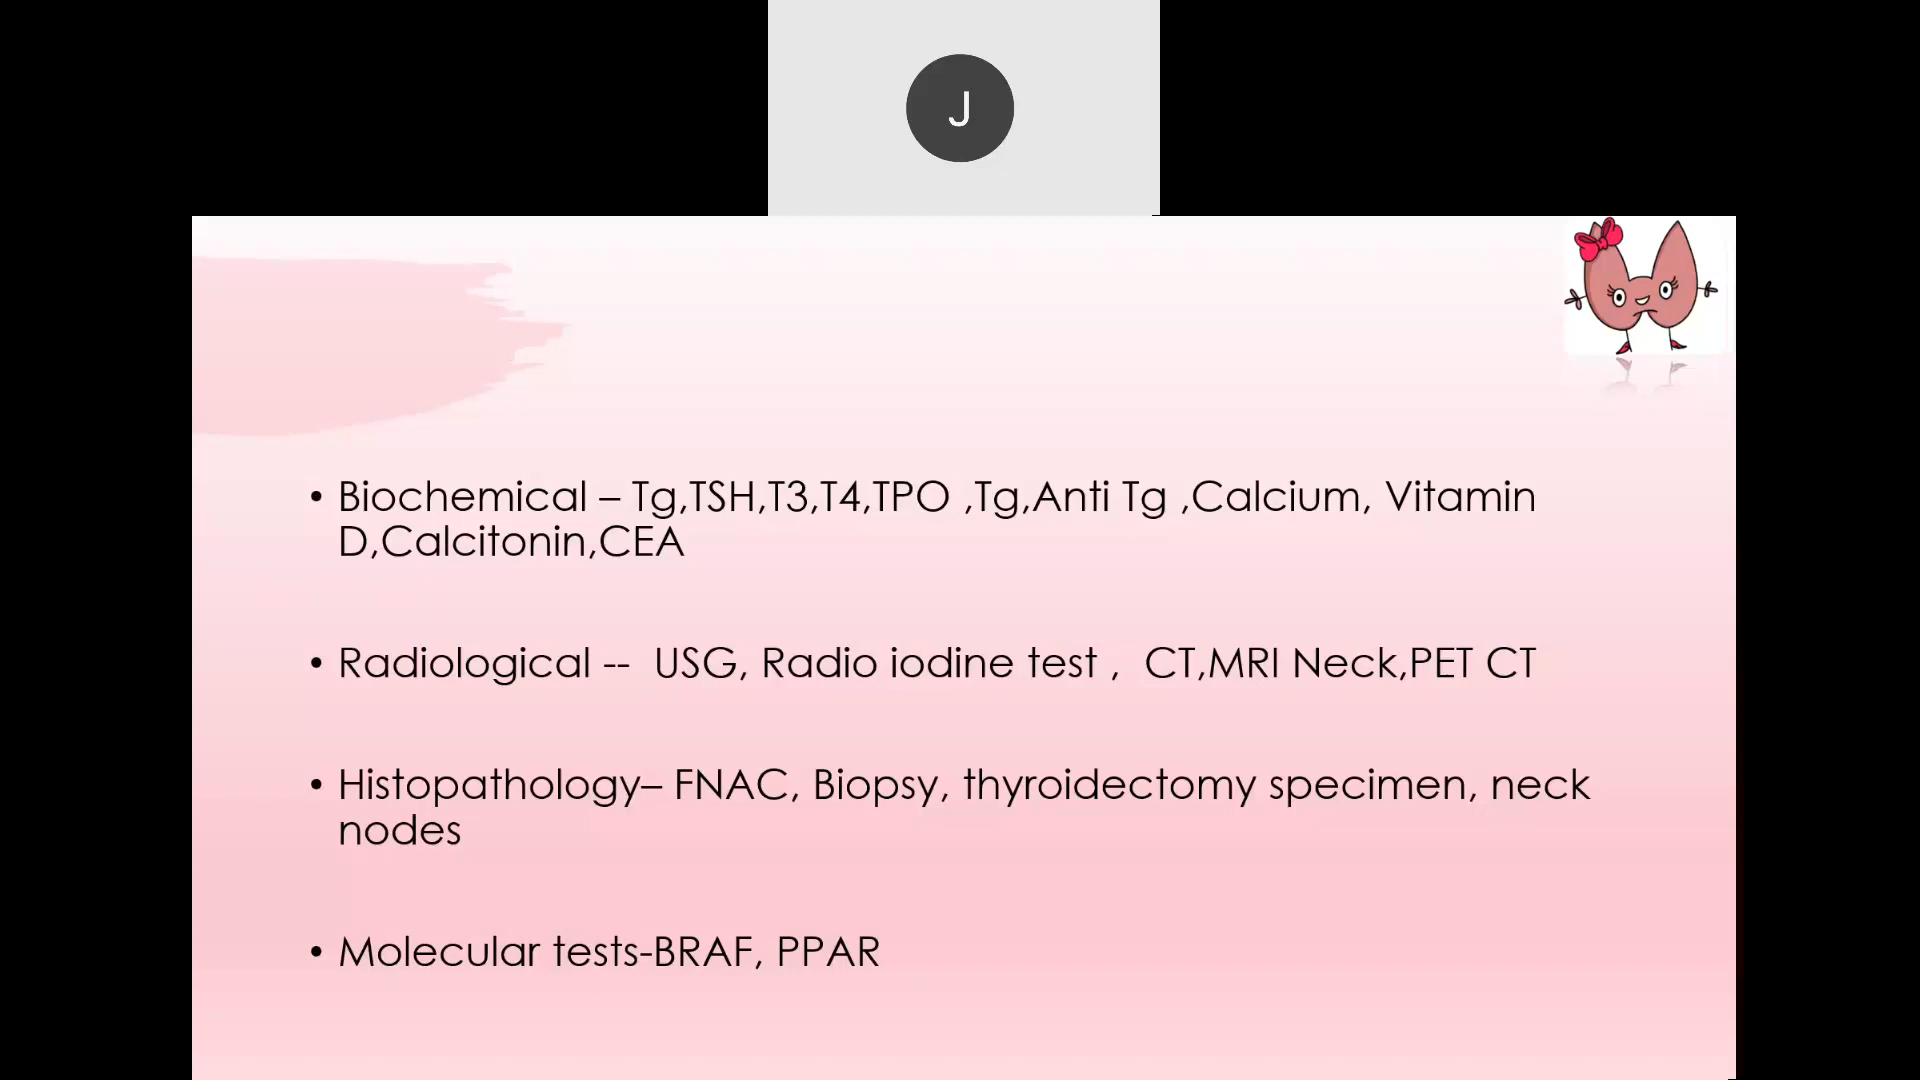 J
• Biochemical – Tg,TSH,T3,T4,TPO ,Tg,Anti Tg ,Calcium, Vitamin
D,Calcitonin,CEA
• Radiological -- USG, Radio iodine test , CT,MRI Neck,PET CT
• Histopathology– FNAC, Biopsy, thyroidectomy specimen, neck
nodes
• Molecular tests-BRAF, PPAR